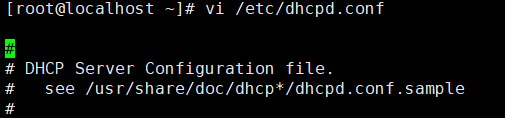 [root@localhost ~]# vi /etc/dhcpd.conf
#
# DHCP Server Configuration file.
#   see /usr/share/doc/dhcp*/dhcpd.conf.sample
#